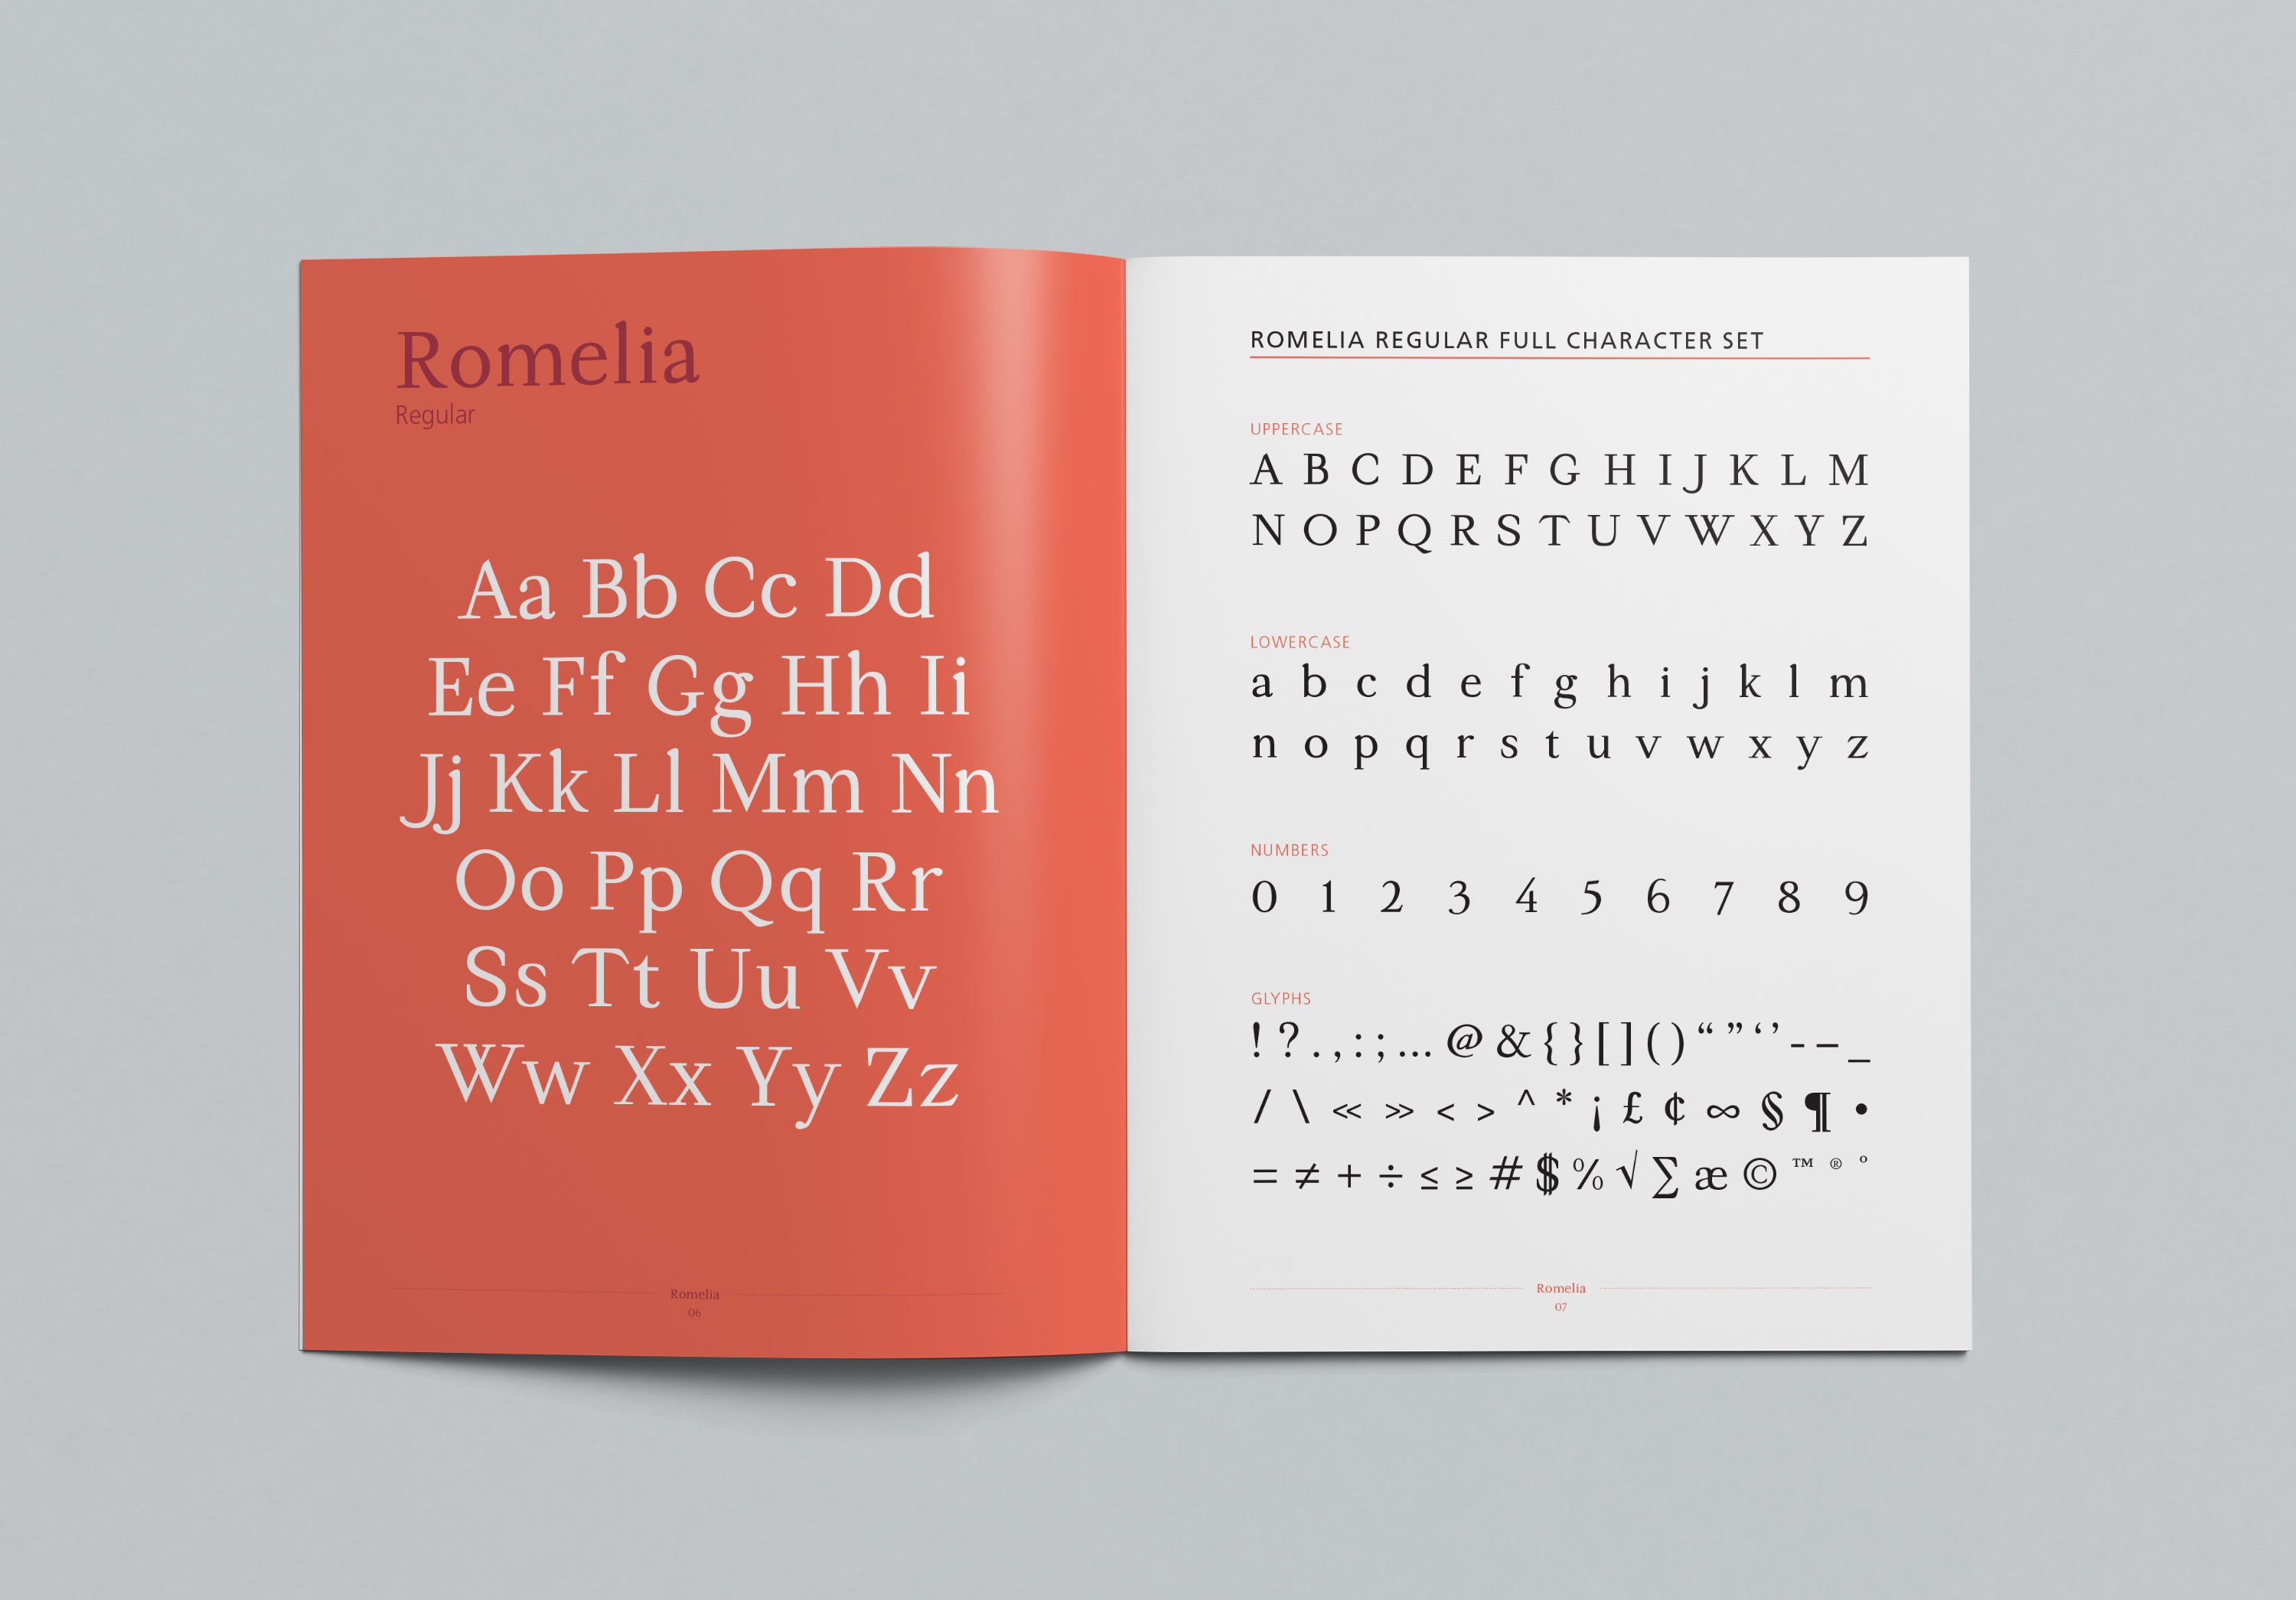 Romelia
Regular
Aa Bb Cc Dd
Ee Ff Gg Hh Ii
Jj Kk Ll Mm Nn
Oo Pp Qq Rr
Ss Tt Uu Vv
Ww Xx Yy Zz
Romelia
06
ROMELIA REGULAR FULL CHARACTER SET
UPPERCASE
A B C D E F G H I J K L M
N O P Q R S T U V W X Y Z
LOWERCASE
a b c d e f g h i j k l m
n o p q r s t u v w x y z
NUMBERS
0 1 2 3 4 5 6 7 8 9
GLYPHS
! ? . , : ; … @ & { } [ ] ( ) “ ” ‘ ’ - – _
/ \ « » < > ^ * ¡ £ ¢ ∞ § ¶ •
= ≠ + ÷ ≤ ≥ # $ % √ ∑ æ © ™ ® °
Romelia
07